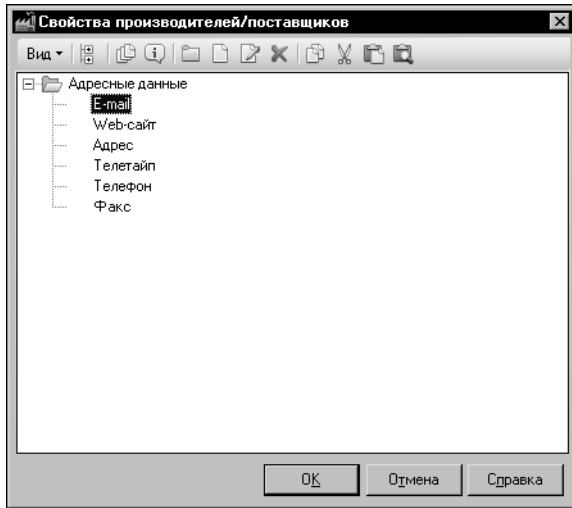 Свойства производителей/поставщиков
Вид
Адресные данные
E-mail
Web-сайт
Адрес
Телетайп
Телефон
Факс
OK
Отмена
Справка